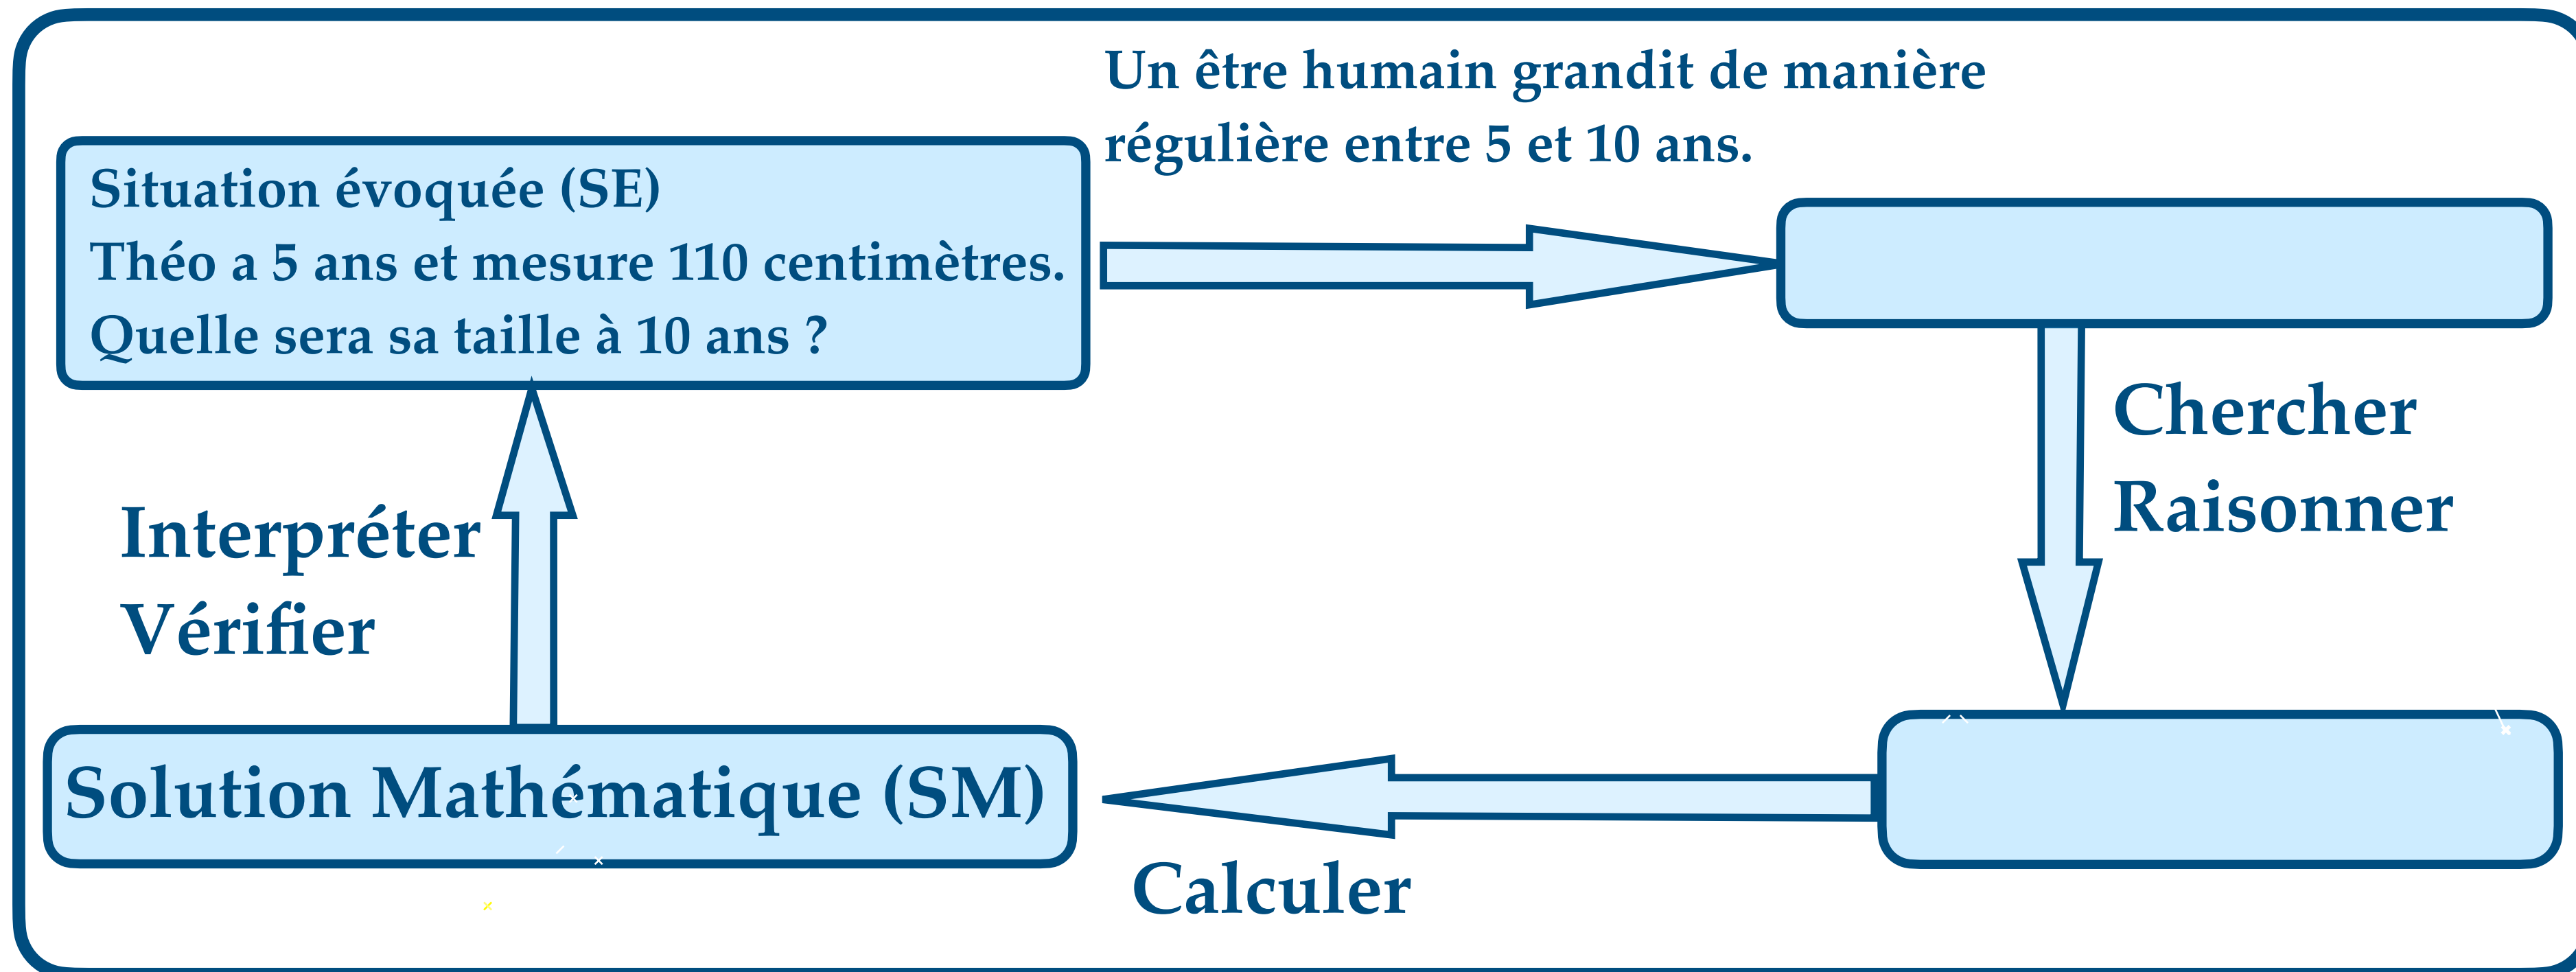 Un être humain grandit de manière
régulière entre 5 et 10 ans.
Situation évoquée (SE)
Théo a 5 ans et mesure 110 centimètres.
Quelle sera sa taille à 10 ans ?
Chercher
Raisonner
Interpréter
Vérifier
Solution Mathématique (SM)
Calculer